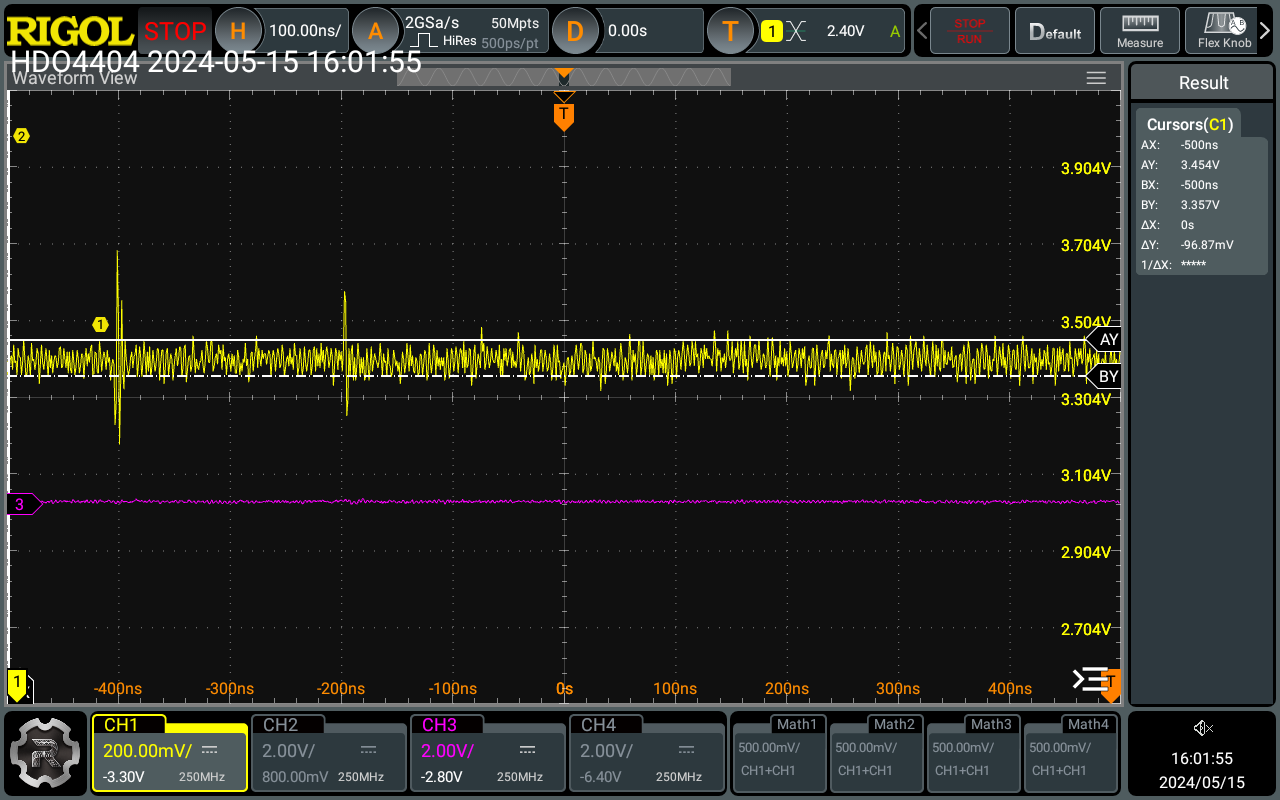 RIGOL STOP H 100.00ns/ A 2GSa/s 50Mpts HiRes 500ps/pt D 0.00s T 1 2.40V A STOP RUN Default Measure Flex Knob
HDO4404 2024-05-15 16:01:55
Waveform View
T
2
3.904V
3.704V
1
3.504V
AY
BY
3.304V
3.104V
3
2.904V
2.704V
1
T
-400ns -300ns -200ns -100ns 0s 100ns 200ns 300ns 400ns
Result
Cursors(C1)
AX: -500ns
AY: 3.454V
BX: -500ns
BY: 3.357V
ΔX: 0s
ΔY: -96.87mV
1/ΔX: *****
CH1
200.00mV/
-3.30V 250MHz
CH2
2.00V/
800.00mV 250MHz
CH3
2.00V/
-2.80V 250MHz
CH4
2.00V/
-6.40V 250MHz
Math1
500.00mV/
CH1+CH1
Math2
500.00mV/
CH1+CH1
Math3
500.00mV/
CH1+CH1
Math4
500.00mV/
CH1+CH1
R
16:01:55
2024/05/15